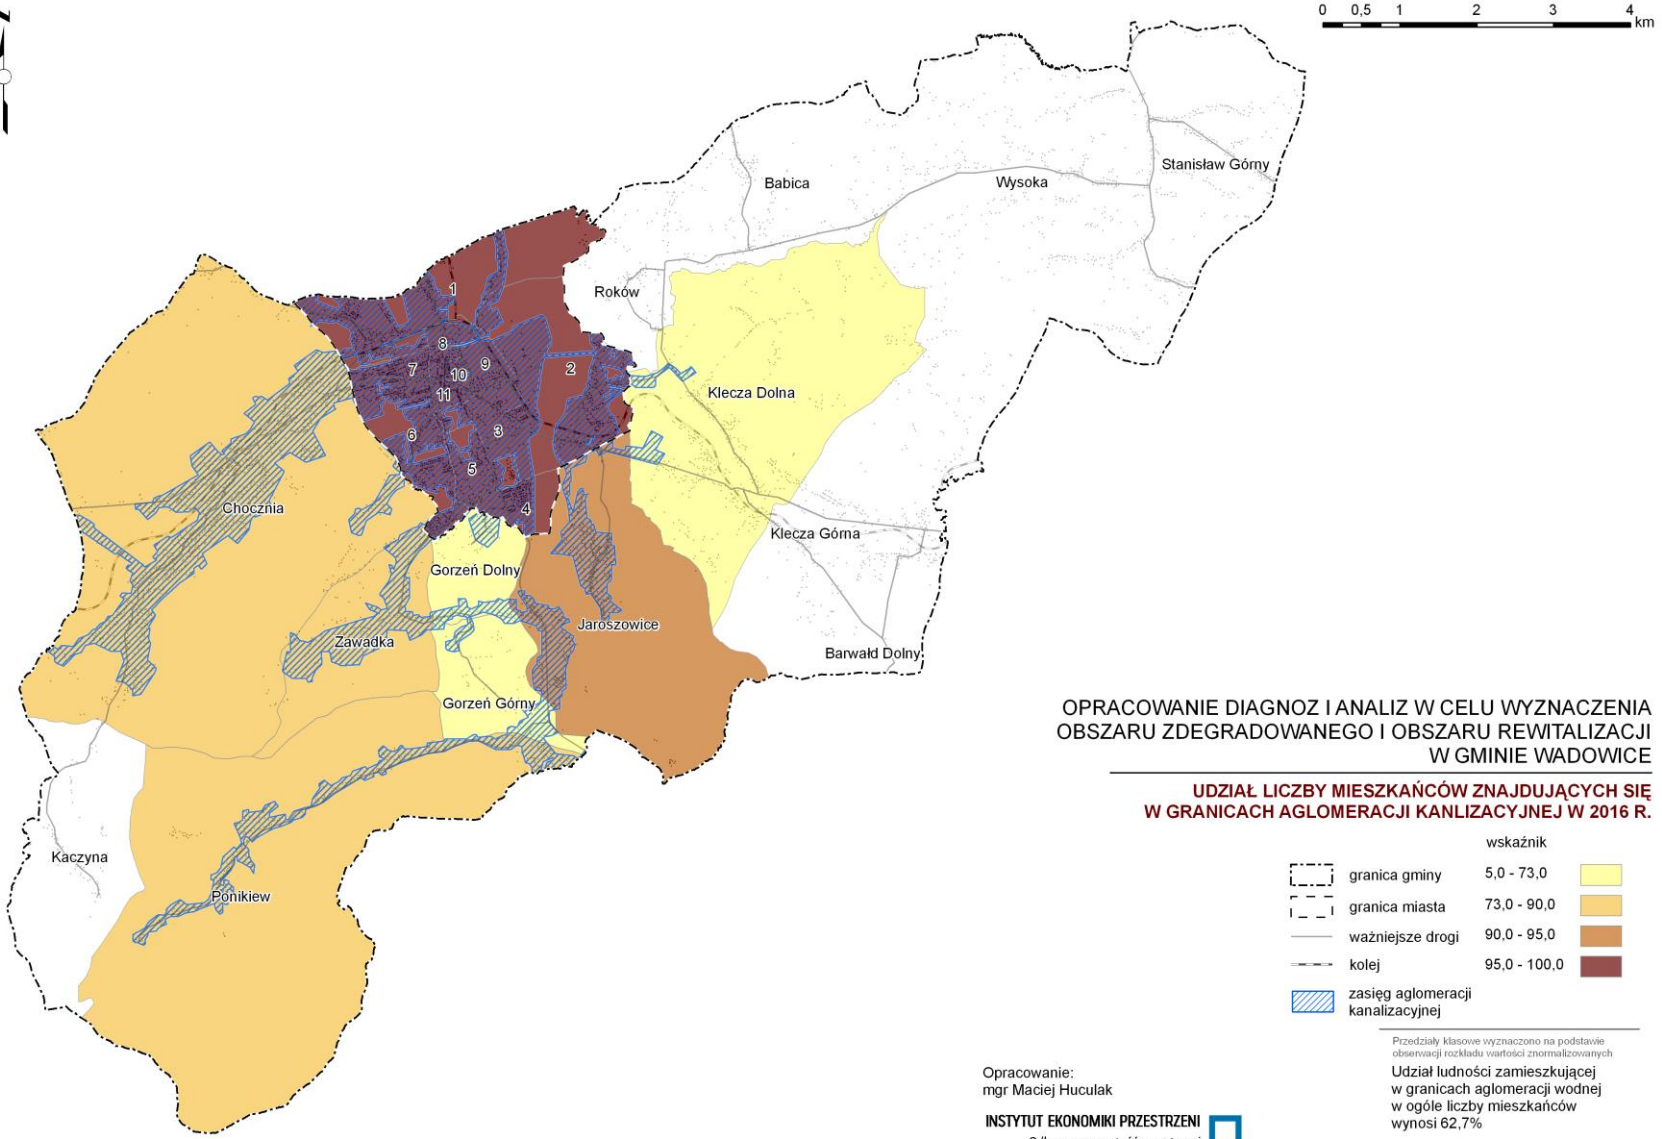 0 0,5 1 2 3 4
km
Stanisław Górny
Babica
Wysoka
Roków
1
8
9
7
10
2
11
Klecza Dolna
6
3
5
4
Chocznia
Klecza Górna
Gorzeń Dolny
Jaroszowice
Zawadka
Barwałd Dolny
Gorzeń Górny
Kaczyna
Ponikiew
OPRACOWANIE DIAGNOZ I ANALIZ W CELU WYZNACZENIA
OBSZARU ZDEGRADOWANEGO I OBSZARU REWITALIZACJI
W GMINIE WADOWICE
UDZIAŁ LICZBY MIESZKAŃCÓW ZNAJDUJĄCYCH SIĘ
W GRANICACH AGLOMERACJI KANLIZACYJNEJ W 2016 R.
wskaźnik
granica gminy 5,0 - 73,0
granica miasta 73,0 - 90,0
ważniejsze drogi 90,0 - 95,0
kolej 95,0 - 100,0
zasięg aglomeracji
kanalizacyjnej
Przedziały klasowe wyznaczono na podstawie
obserwacji rozkładu wartości znormalizowanych
Udział ludności zamieszkującej
w granicach aglomeracji wodnej
w ogóle liczby mieszkańców
wynosi 62,7%
Opracowanie:
mgr Maciej Huculak
INSTYTUT EKONOMIKI PRZESTRZENI